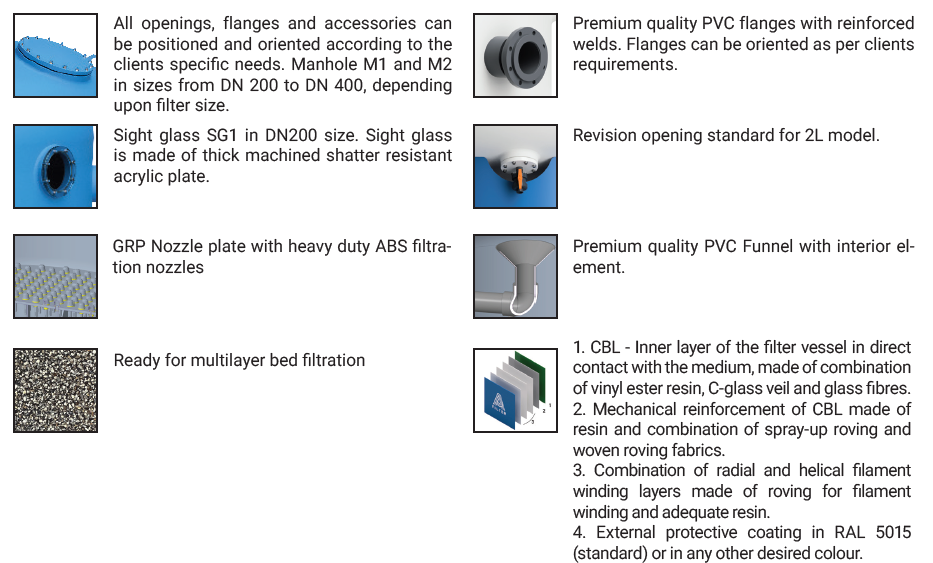 All openings, flanges and accessories can
be positioned and oriented according to the
clients specific needs. Manhole M1 and M2
in sizes from DN 200 to DN 400, depending
upon filter size.
Sight glass SG1 in DN200 size. Sight glass
is made of thick machined shatter resistant
acrylic plate.
GRP Nozzle plate with heavy duty ABS filtra-
tion nozzles
Ready for multilayer bed filtration
Premium quality PVC flanges with reinforced
welds. Flanges can be oriented as per clients
requirements.
Revision opening standard for 2L model.
Premium quality PVC Funnel with interior el-
ement.
1. CBL - Inner layer of the filter vessel in direct
contact with the medium, made of combination
of vinyl ester resin, C-glass veil and glass fibres.
2. Mechanical reinforcement of CBL made of
resin and combination of spray-up roving and
woven roving fabrics.
3. Combination of radial and helical filament
winding layers made of roving for filament
winding and adequate resin.
4. External protective coating in RAL 5015
(standard) or in any other desired colour.
1
2
3